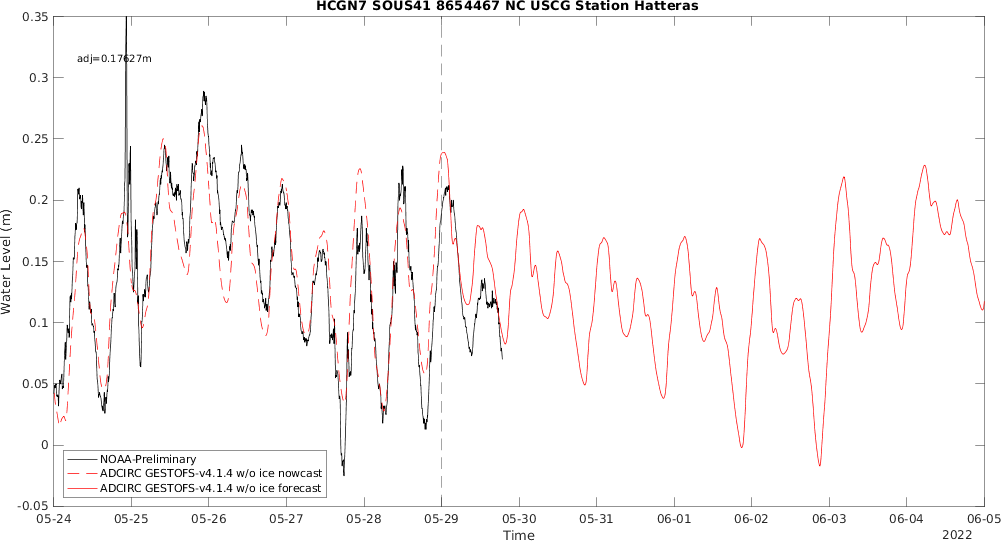 HCGN7 SOUS41 8654467 NC USCG Station Hatteras
0.35
0.3
0.25
0.2
0.15
0.1
0.05
0
-0.05
Water Level (m)
adj=0.17627m
NOAA-Preliminary
ADCIRC GESTOFS-v4.1.4 w/o ice nowcast
ADCIRC GESTOFS-v4.1.4 w/o ice forecast
05-24 05-25 05-26 05-27 05-28 05-29 05-30 05-31 06-01 06-02 06-03 06-04 06-05
Time
2022